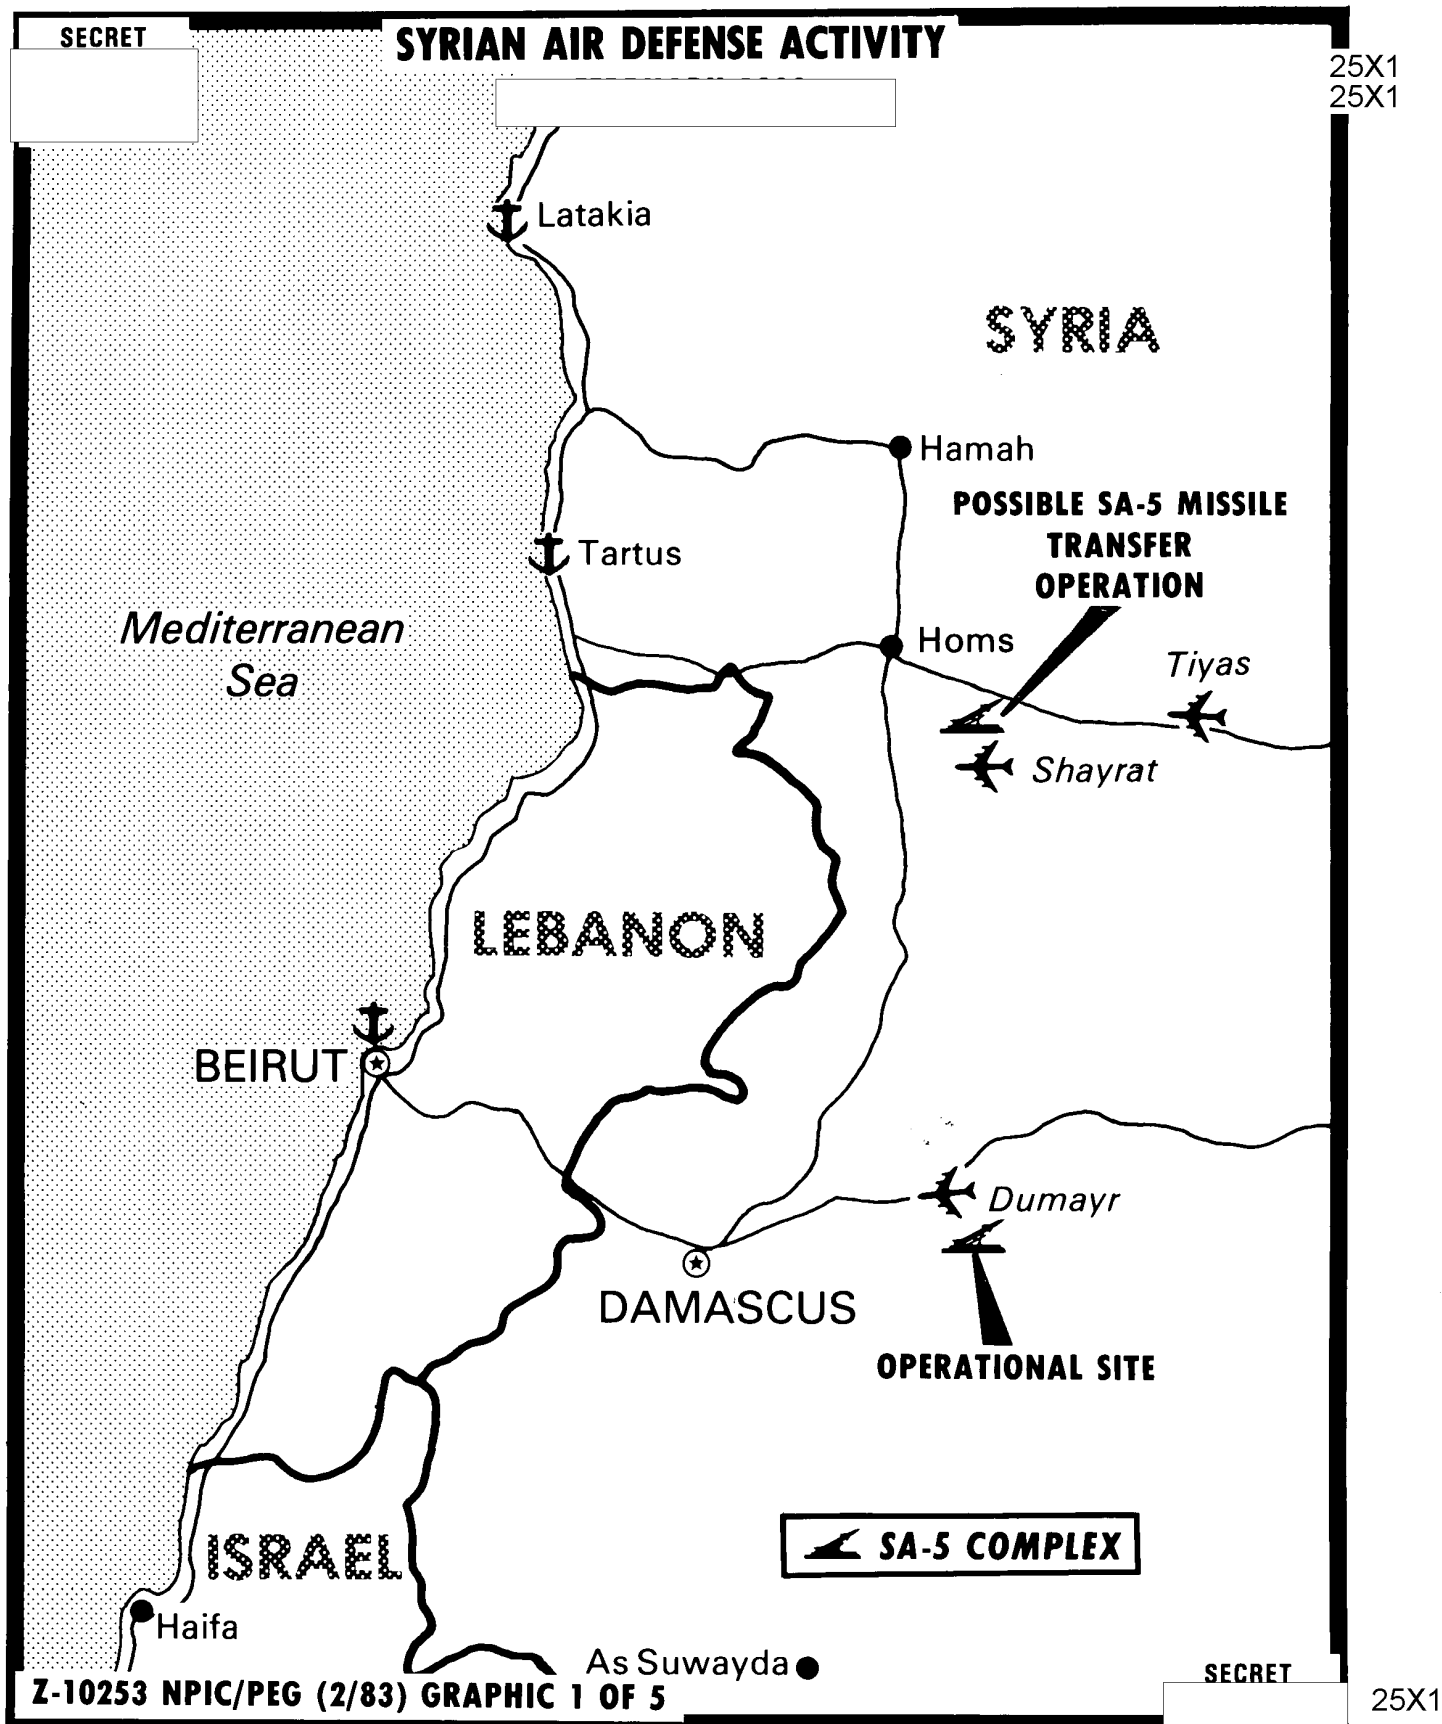 SECRET
SYRIAN AIR DEFENSE ACTIVITY
25X1
25X1
Latakia
SYRIA
Hamah
POSSIBLE SA-5 MISSILE
TRANSFER
OPERATION
Tartus
Mediterranean
Sea
Homs
Tiyas
Shayrat
LEBANON
BEIRUT
Dumayr
DAMASCUS
OPERATIONAL SITE
SA-5 COMPLEX
ISRAEL
Haifa
As Suwayda
SECRET
Z-10253 NPIC/PEG (2/83) GRAPHIC 1 OF 5
25X1